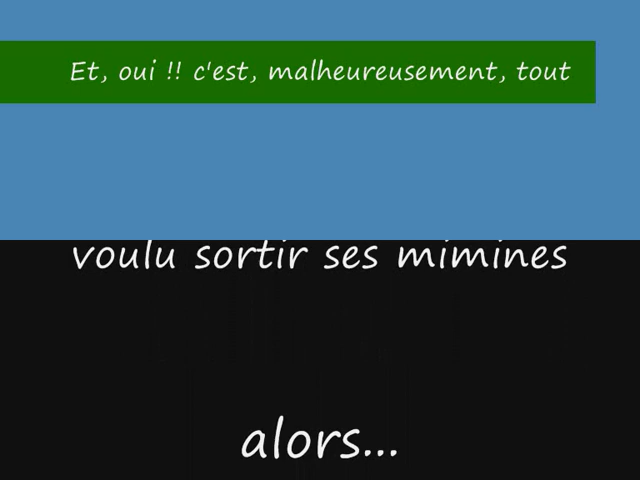 Et, oui !! c'est, malheureusement, tout
voulu sortir ses mimines
alors...